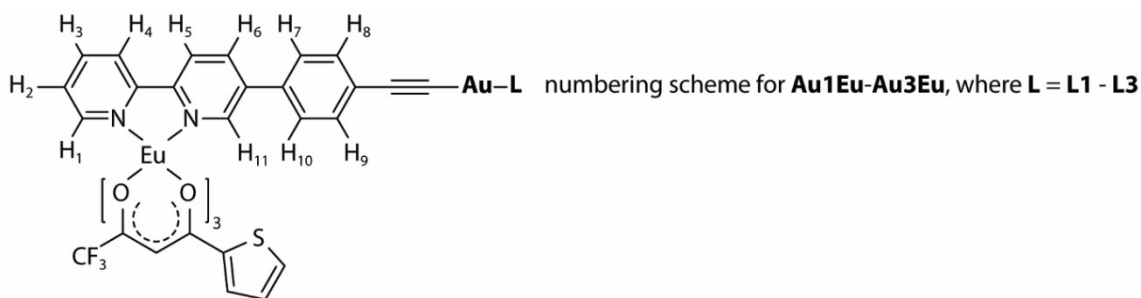 H3 H4 H5 H6 H7 H8
H2 Au–L numbering scheme for Au1Eu-Au3Eu, where L = L1 - L3
N N
H1 Eu H11 H10 H9
O O
3
CF3 S